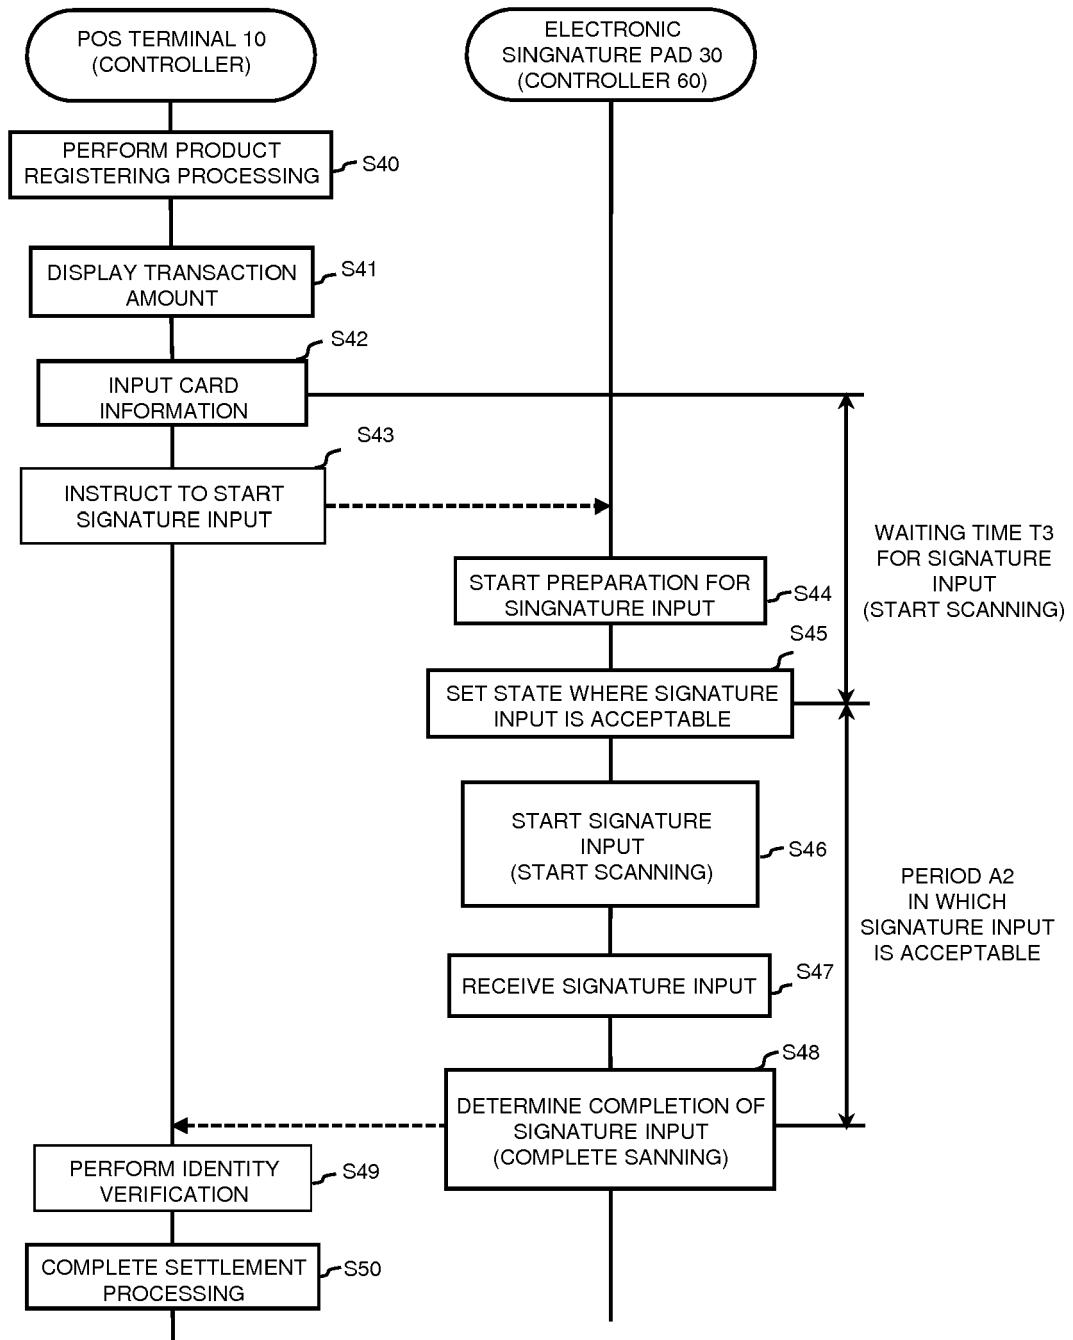 POS TERMINAL 10
(CONTROLLER)
ELECTRONIC
SINGNATURE PAD 30
(CONTROLLER 60)
PERFORM PRODUCT
REGISTERING PROCESSING
S40
DISPLAY TRANSACTION
AMOUNT
S41
S42
INPUT CARD
INFORMATION
S43
INSTRUCT TO START
SIGNATURE INPUT
WAITING TIME T3
FOR SIGNATURE
INPUT
(START SCANNING)
START PREPARATION FOR
SINGNATURE INPUT
S44
S45
SET STATE WHERE SIGNATURE
INPUT IS ACCEPTABLE
START SIGNATURE
INPUT
(START SCANNING)
S46
PERIOD A2
IN WHICH
SIGNATURE INPUT
IS ACCEPTABLE
RECEIVE SIGNATURE INPUT
S47
S48
DETERMINE COMPLETION OF
SIGNATURE INPUT
(COMPLETE SANNING)
PERFORM IDENTITY
VERIFICATION
S49
COMPLETE SETTLEMENT
PROCESSING
S50